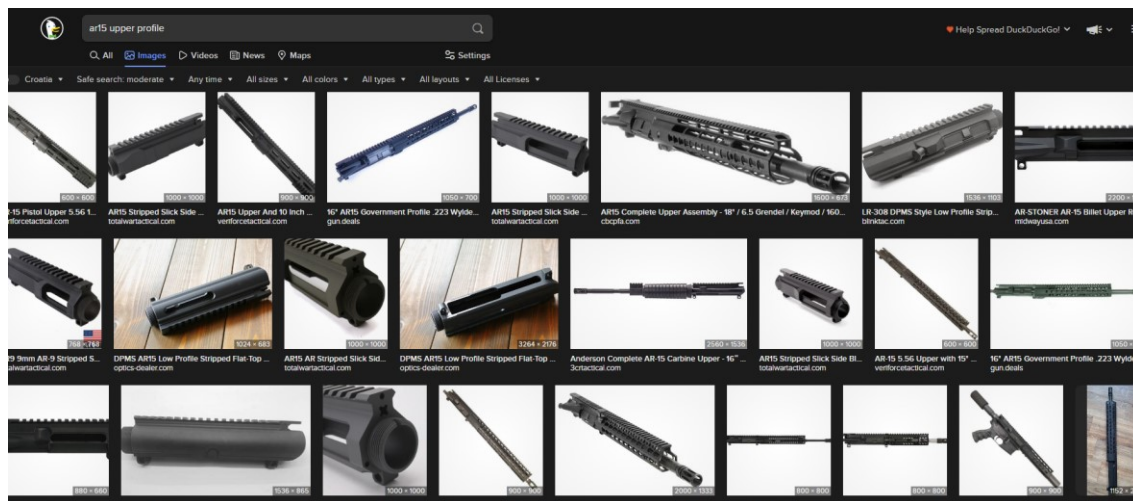 ar15 upper profile
Help Spread DuckDuckGo!
All Images Videos News Maps Settings
Croatia Safe search: moderate Any time All sizes All colors All types All layouts All Licenses
600 × 600
1000 × 1000
900 × 900
1050 × 700
1000 × 1000
1600 × 673
1536 × 1103
2200 ×
-15 Pistol Upper 5.56 1...
AR15 Stripped Slick Side ...
AR15 Upper And 10 Inch ...
16" AR15 Government Profile .223 Wylde...
AR15 Stripped Slick Side ...
AR15 Complete Upper Assembly - 18" / 6.5 Grendel / Keymod / 160...
LR-308 DPMS Style Low Profile Strip...
AR-STONER AR-15 Billet Upper R
veriforcetactical.com
totalwartactical.com
veriforcetactical.com
gun.deals
totalwartactical.com
cbcpfa.com
blinktac.com
midwayusa.com
768 × 768
1024 × 683
1000 × 1000
3264 × 2176
2560 × 1536
1000 × 1000
600 × 600
1050 ×
9mm AR-9 Stripped S...
DPMS AR15 Low Profile Stripped Flat-Top ...
AR15 AR Stripped Slick Sid...
DPMS AR15 Low Profile Stripped Flat-Top ...
Anderson Complete AR-15 Carbine Upper - 16" ...
AR15 Stripped Slick Side Bl...
AR-15 5.56 Upper with 15" ...
16" AR15 Government Profile .223 Wylde
talwartactical.com
optics-dealer.com
totalwartactical.com
optics-dealer.com
3crtactical.com
totalwartactical.com
veriforcetactical.com
gun.deals
880 × 660
1536 × 865
1000 × 1000
900 × 900
2000 × 1333
800 × 800
800 × 800
900 × 900
1152 ×